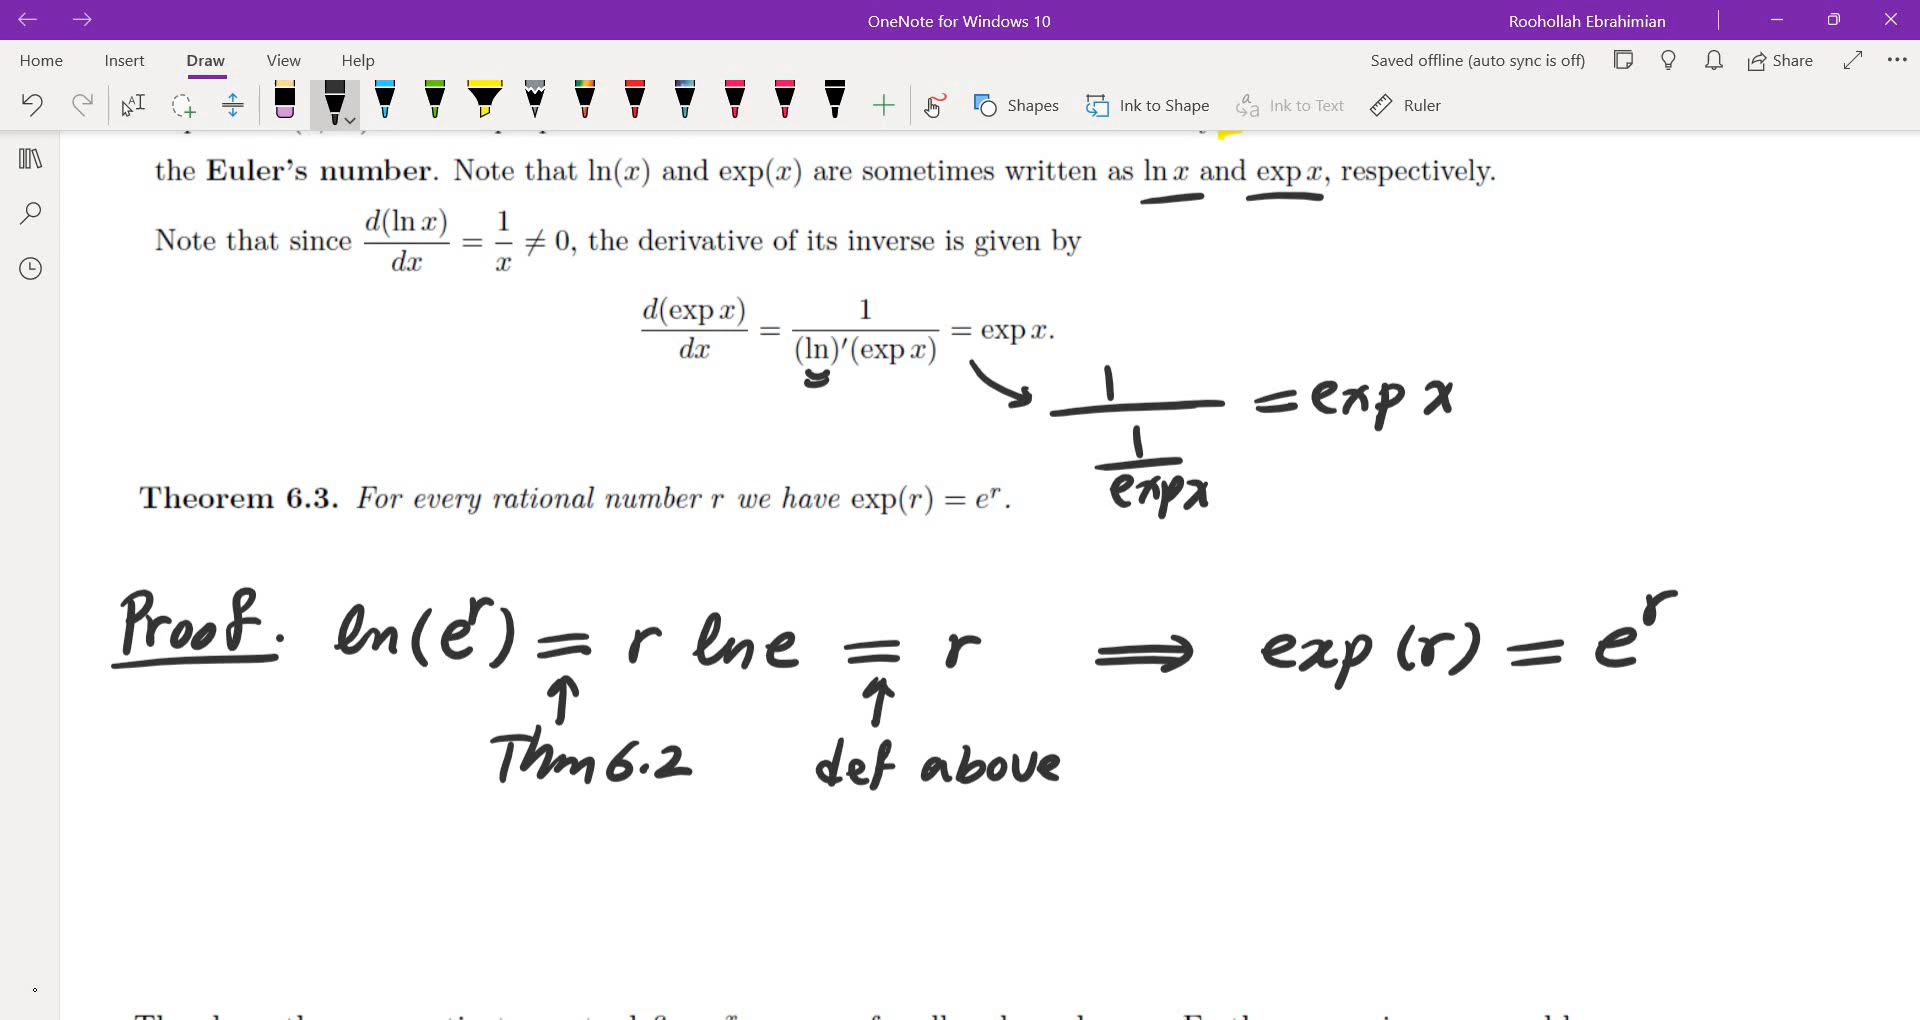 OneNote for Windows 10
Roohollah Ebrahimian
Home Insert Draw View Help
Saved offline (auto sync is off) Share
Shapes Ink to Shape Ink to Text Ruler
the Euler's number. Note that ln(x) and exp(x) are sometimes written as ln x and exp x, respectively.
Note that since d(ln x)/dx = 1/x ≠ 0, the derivative of its inverse is given by
d(exp x)/dx = 1/((ln)′(exp x)) = exp x.
1/(1/exp x) = exp x
Theorem 6.3. For every rational number r we have exp(r) = e^r.
Proof. ln(e^r) = r ln e = r ⟹ exp(r) = e^r
↑ ↑
Thm 6.2 def above